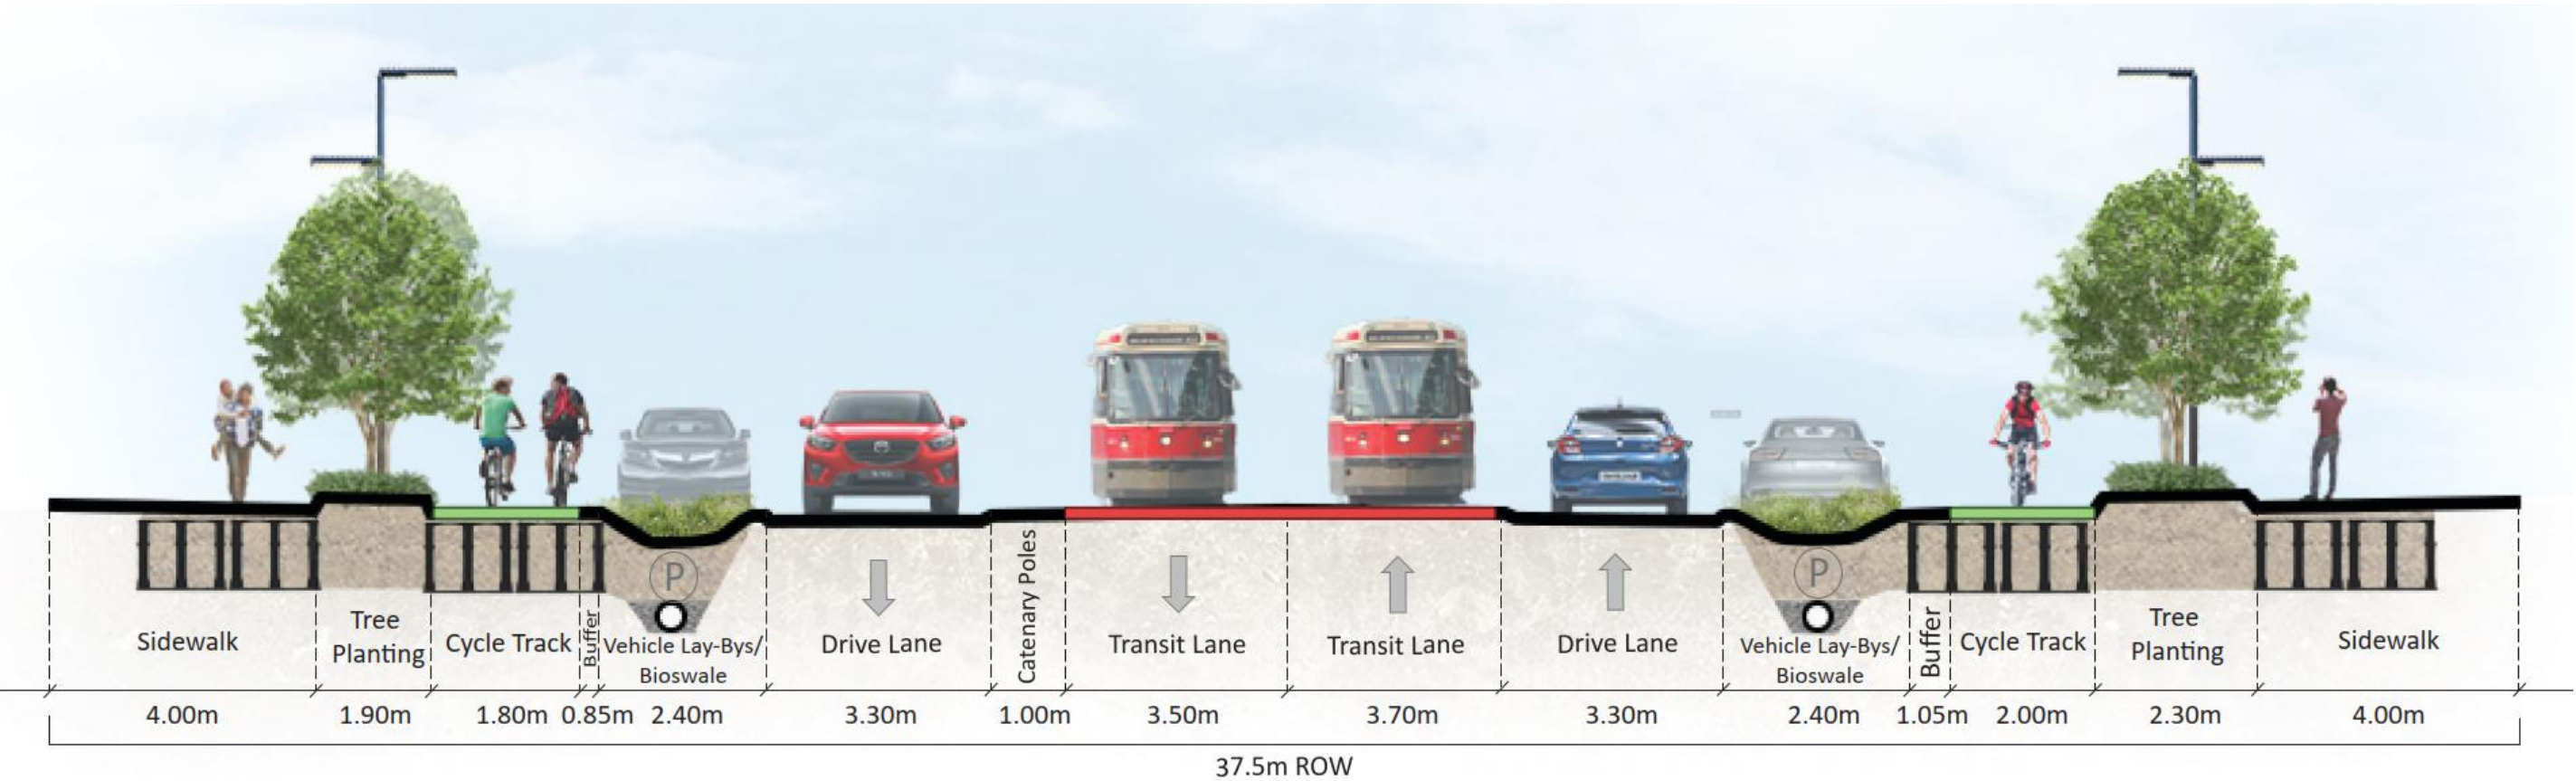 P
P
Sidewalk
Tree
Planting
Cycle Track
Buffer
Vehicle Lay-Bys/
Bioswale
Drive Lane
Catenary Poles
Transit Lane
Transit Lane
Drive Lane
Vehicle Lay-Bys/
Bioswale
Buffer
Cycle Track
Tree
Planting
Sidewalk
4.00m 1.90m 1.80m 0.85m 2.40m 3.30m 1.00m 3.50m 3.70m 3.30m 2.40m 1.05m 2.00m 2.30m 4.00m
37.5m ROW